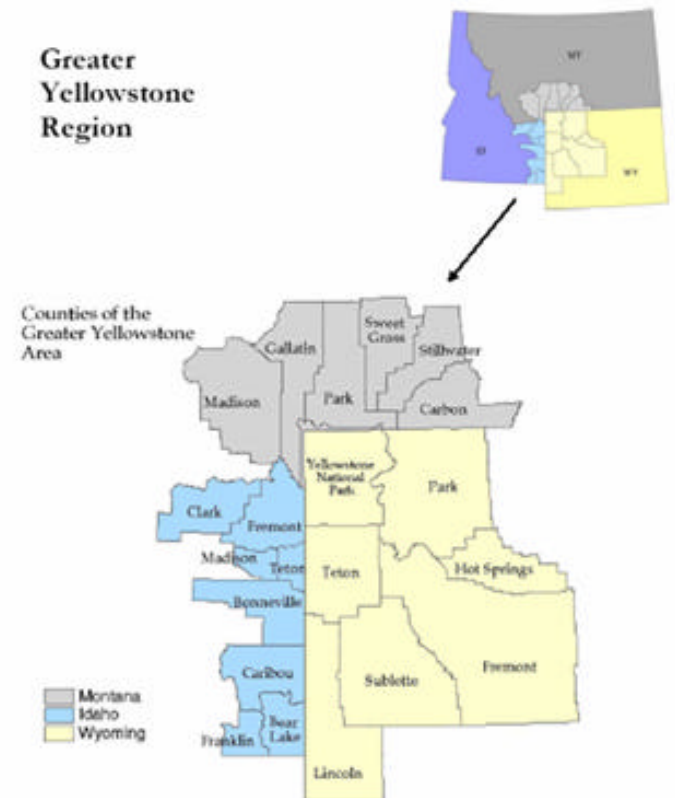 Greater
Yellowstone
Region
ID
WY
Counties of the
Greater Yellowstone
Area
Sweet
Grass
Gallatin
Stillwater
Madison
Park
Carbon
Yellowstone
National
Park
Park
Clark
Fremont
Madison
Teton
Teton
Hot Springs
Bonneville
Caribou
Sublette
Fremont
Bear
Lake
Franklin
Lincoln
Montana
Idaho
Wyoming